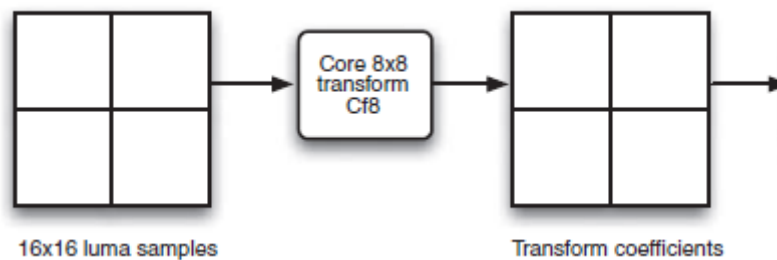 Core 8x8
transform
Cf8
16x16 luma samples
Transform coefficients